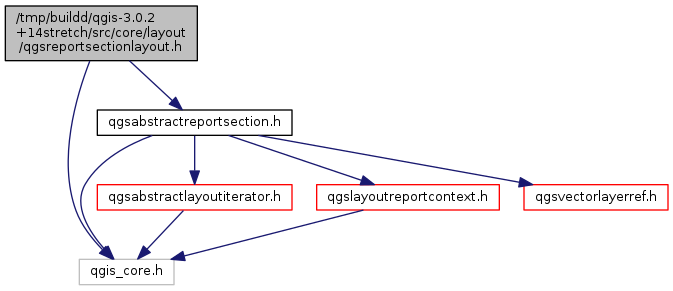 /tmp/buildd/qgis-3.0.2
+14stretch/src/core/layout
/qgsreportsectionlayout.h
qgsabstractreportsection.h
qgsabstractlayoutiterator.h
qgslayoutreportcontext.h
qgsvectorlayerref.h
qgis_core.h